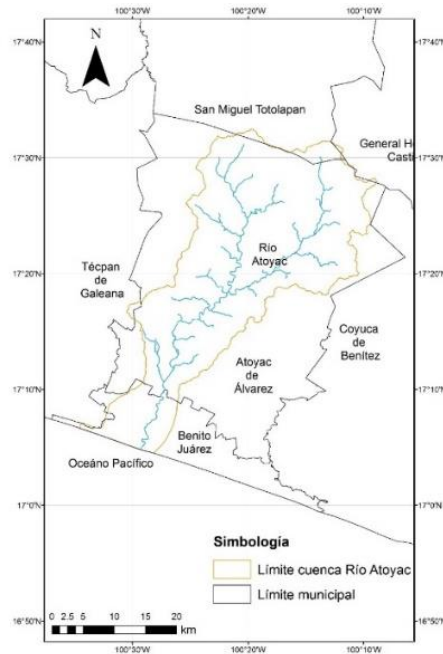 100°30'W 100°20'W 100°10'W
17°40'N 17°40'N
N
San Miguel Totolapan
General H
Casti
17°30'N 17°30'N
Río
Atoyac
17°20'N 17°20'N
Técpan
de
Galeana
Coyuca
de
Benítez
Atoyac
de
Álvarez
17°10'N 17°10'N
Benito
Juárez
Oceáno Pacífico
17°0'N 17°0'N
Simbología
Límite cuenca Río Atoyac
Límite municipal
16°50'N 16°50'N
0 2.5 5 10 15 20
km
100°30'W 100°20'W 100°10'W